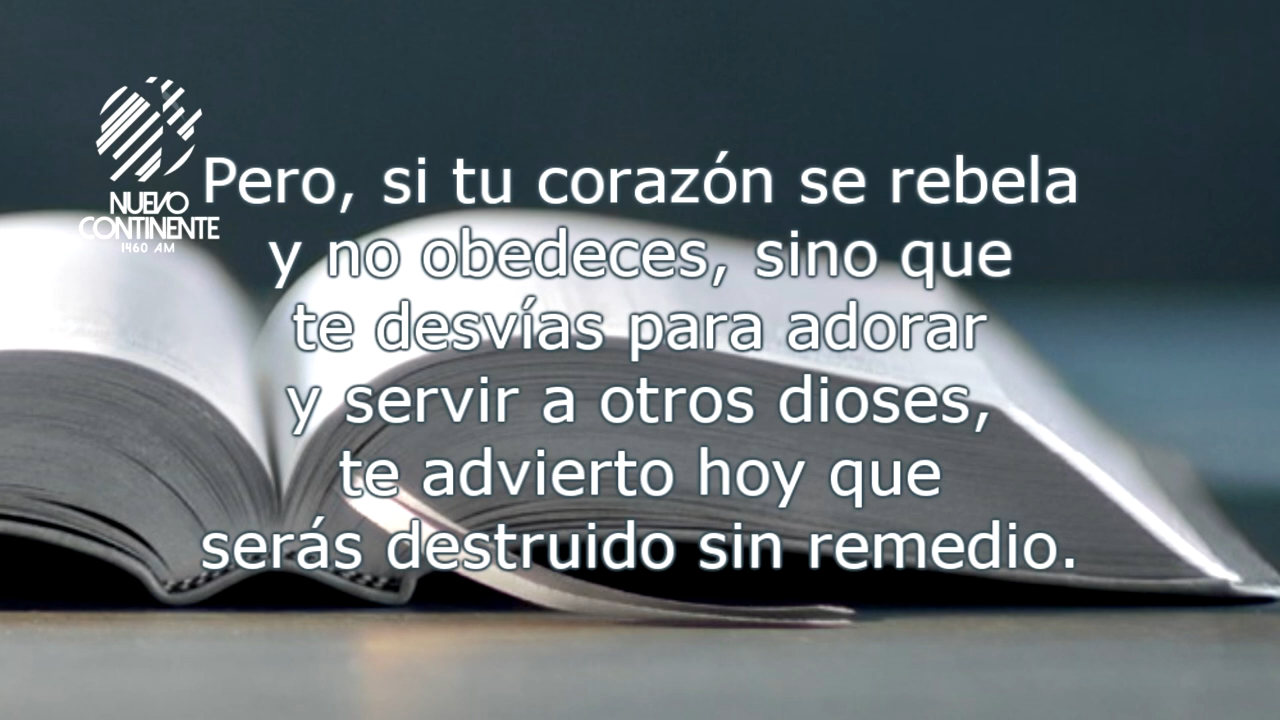 NUEVO
CONTINENTE
1460 AM
Pero, si tu corazón se rebela
y no obedeces, sino que
te desvías para adorar
y servir a otros dioses,
te advierto hoy que
serás destruido sin remedio.